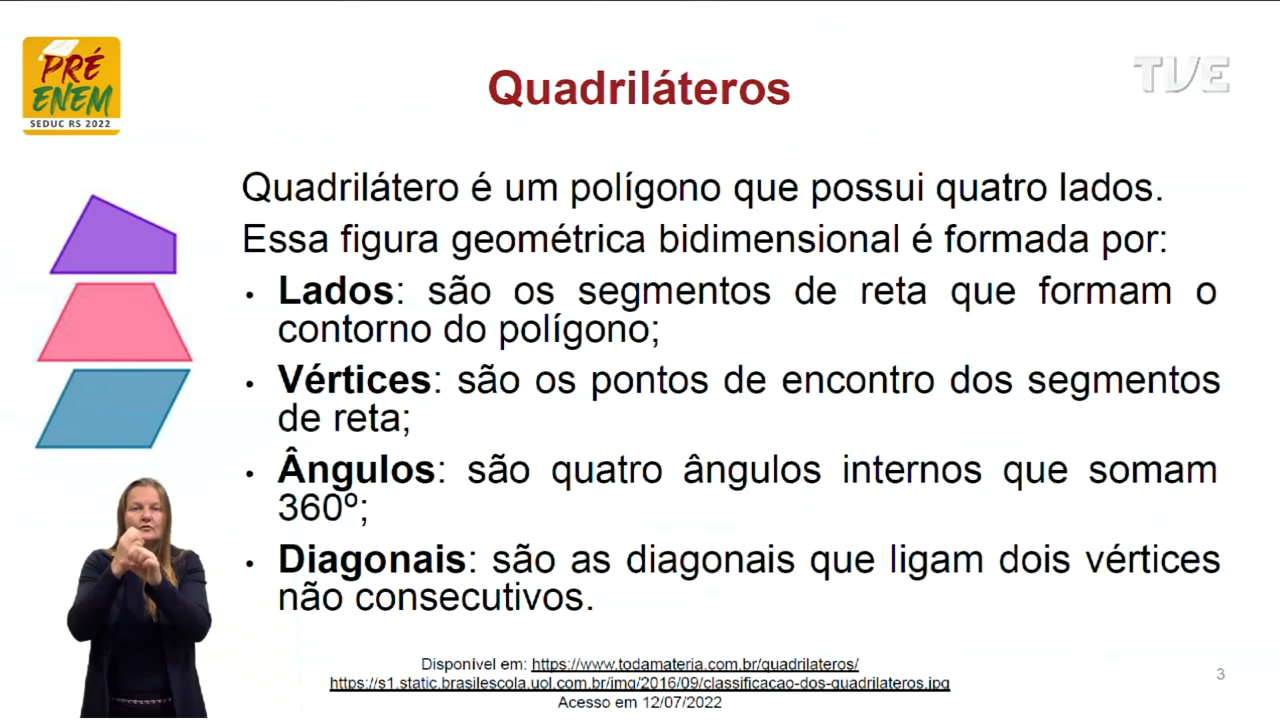 PRÉ
ENEM
SEDUC RS 2022
TVE
Quadriláteros
Quadrilátero é um polígono que possui quatro lados.
Essa figura geométrica bidimensional é formada por:
• Lados: são os segmentos de reta que formam o
contorno do polígono;
• Vértices: são os pontos de encontro dos segmentos
de reta;
• Ângulos: são quatro ângulos internos que somam
360º;
• Diagonais: são as diagonais que ligam dois vértices
não consecutivos.
Disponível em: https://www.todamateria.com.br/quadrilateros/
https://s1.static.brasilescola.uol.com.br/img/2016/09/classificacao-dos-quadrilateros.jpg
Acesso em 12/07/2022
3